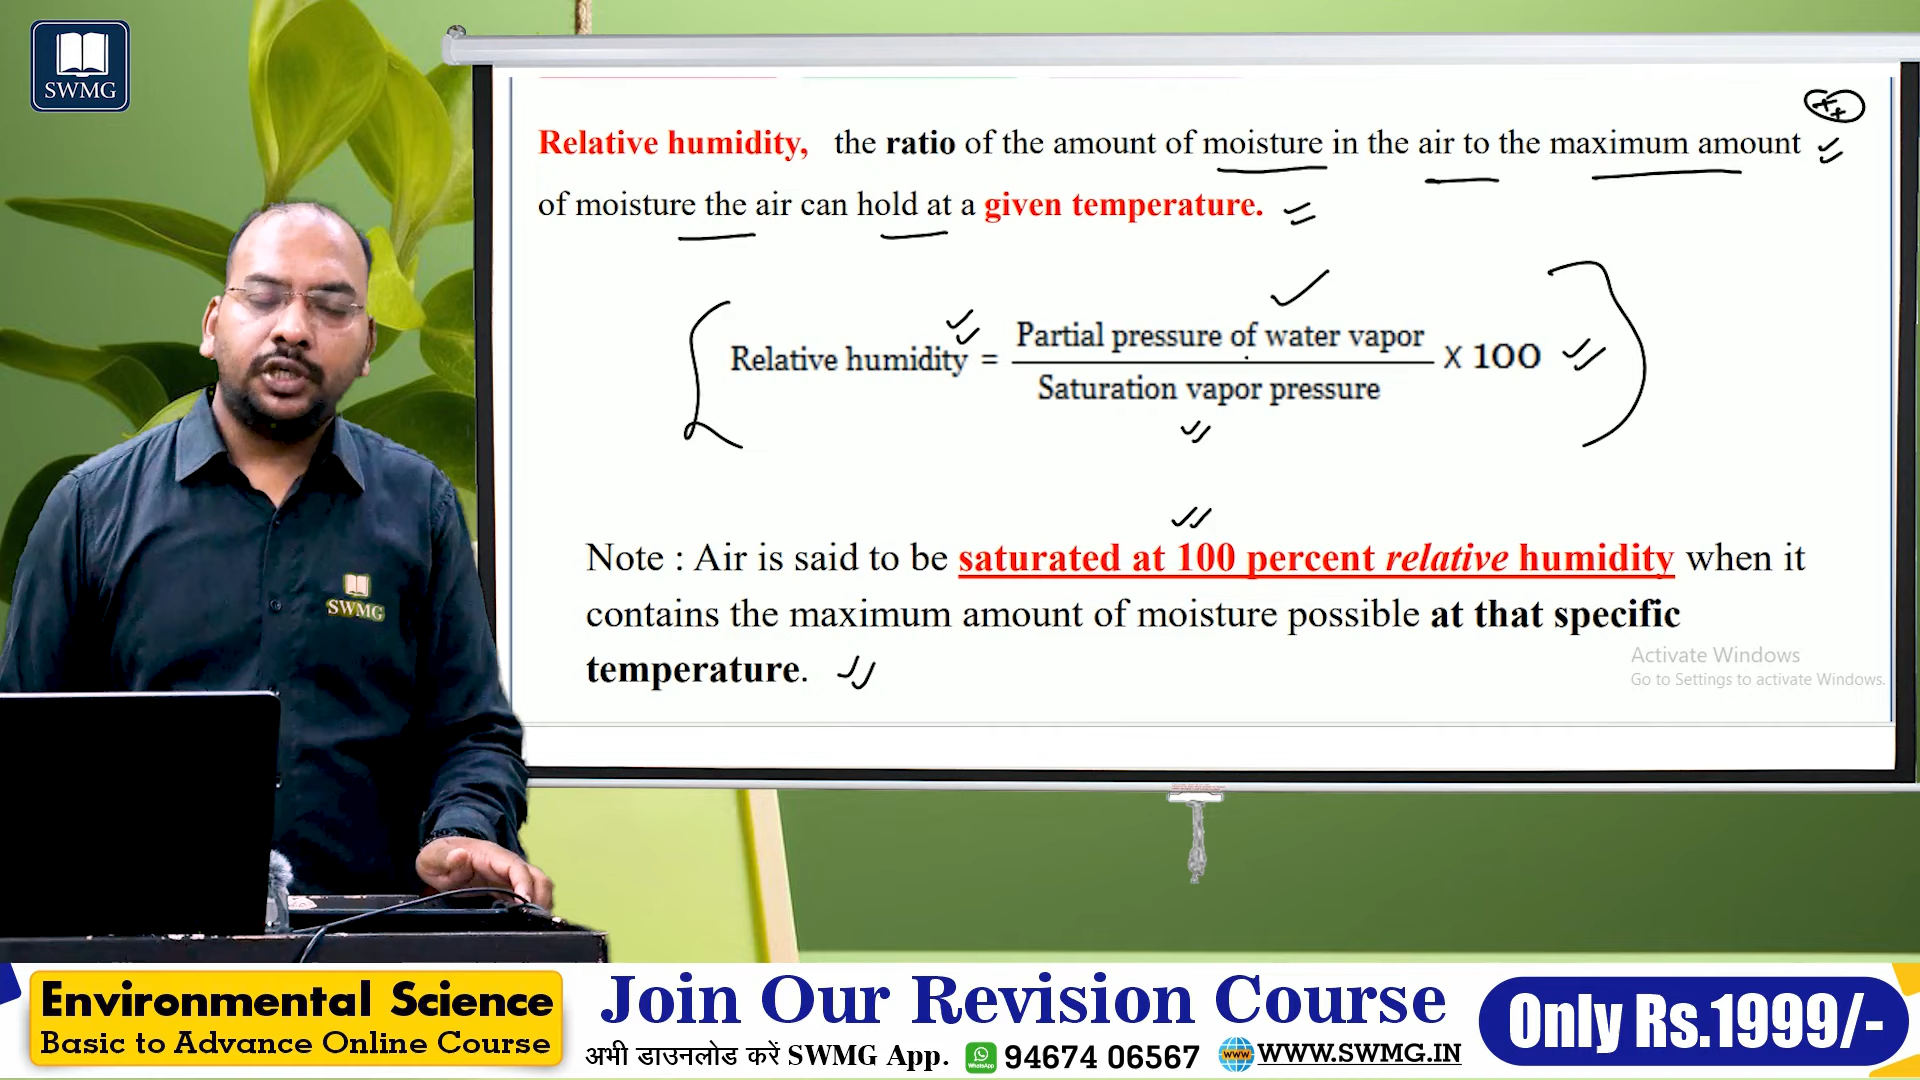 SWMG
Relative humidity, the ratio of the amount of moisture in the air to the maximum amount
of moisture the air can hold at a given temperature.
Relative humidity = Partial pressure of water vapor X 100
Saturation vapor pressure
Note : Air is said to be saturated at 100 percent relative humidity when it
contains the maximum amount of moisture possible at that specific
temperature.
SWMG
Activate Windows
Go to Settings to activate Windows.
Environmental Science
Basic to Advance Online Course
Join Our Revision Course
अभी डाउनलोड करें SWMG App. WhatsApp 94674 06567 www WWW.SWMG.IN
Only Rs.1999/-